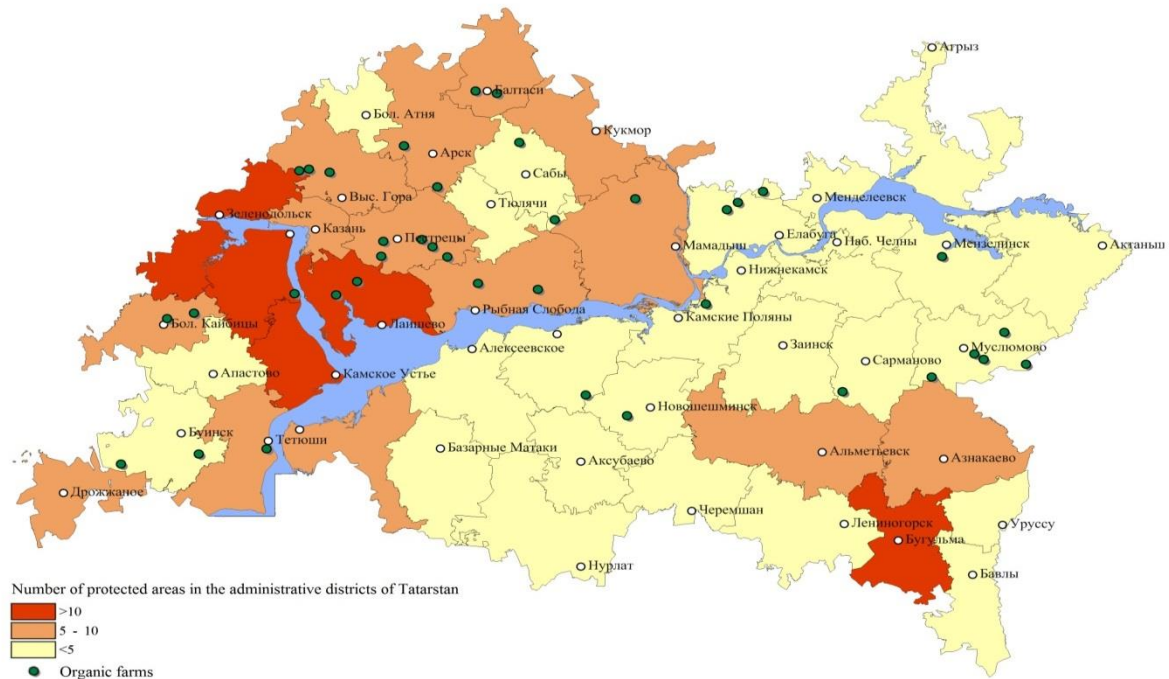 Агрыз
Балтаси
Бол. Атня
Кукмор
Арск
Сабы
Выс. Гора
Тюлячи
Менделеевск
Зеленодольск
Казань
Пестрецы
Елабуга
Наб. Челны
Мамадыш
Мензелинск
Актаныш
Нижнекамск
Рыбная Слобода
Камские Поляны
Бол. Кайбицы
Лаишево
Алексеевское
Заинск
Муслюмово
Сарманово
Апастово
Камское Устье
Новошешминск
Буинск
Тетюши
Базарные Матаки
Альметьевск
Аксубаево
Азнакаево
Дрожжаное
Черемшан
Лениногорск
Уруссу
Бугульма
Нурлат
Бавлы
Number of protected areas in the administrative districts of Tatarstan
>10
5 - 10
<5
Organic farms